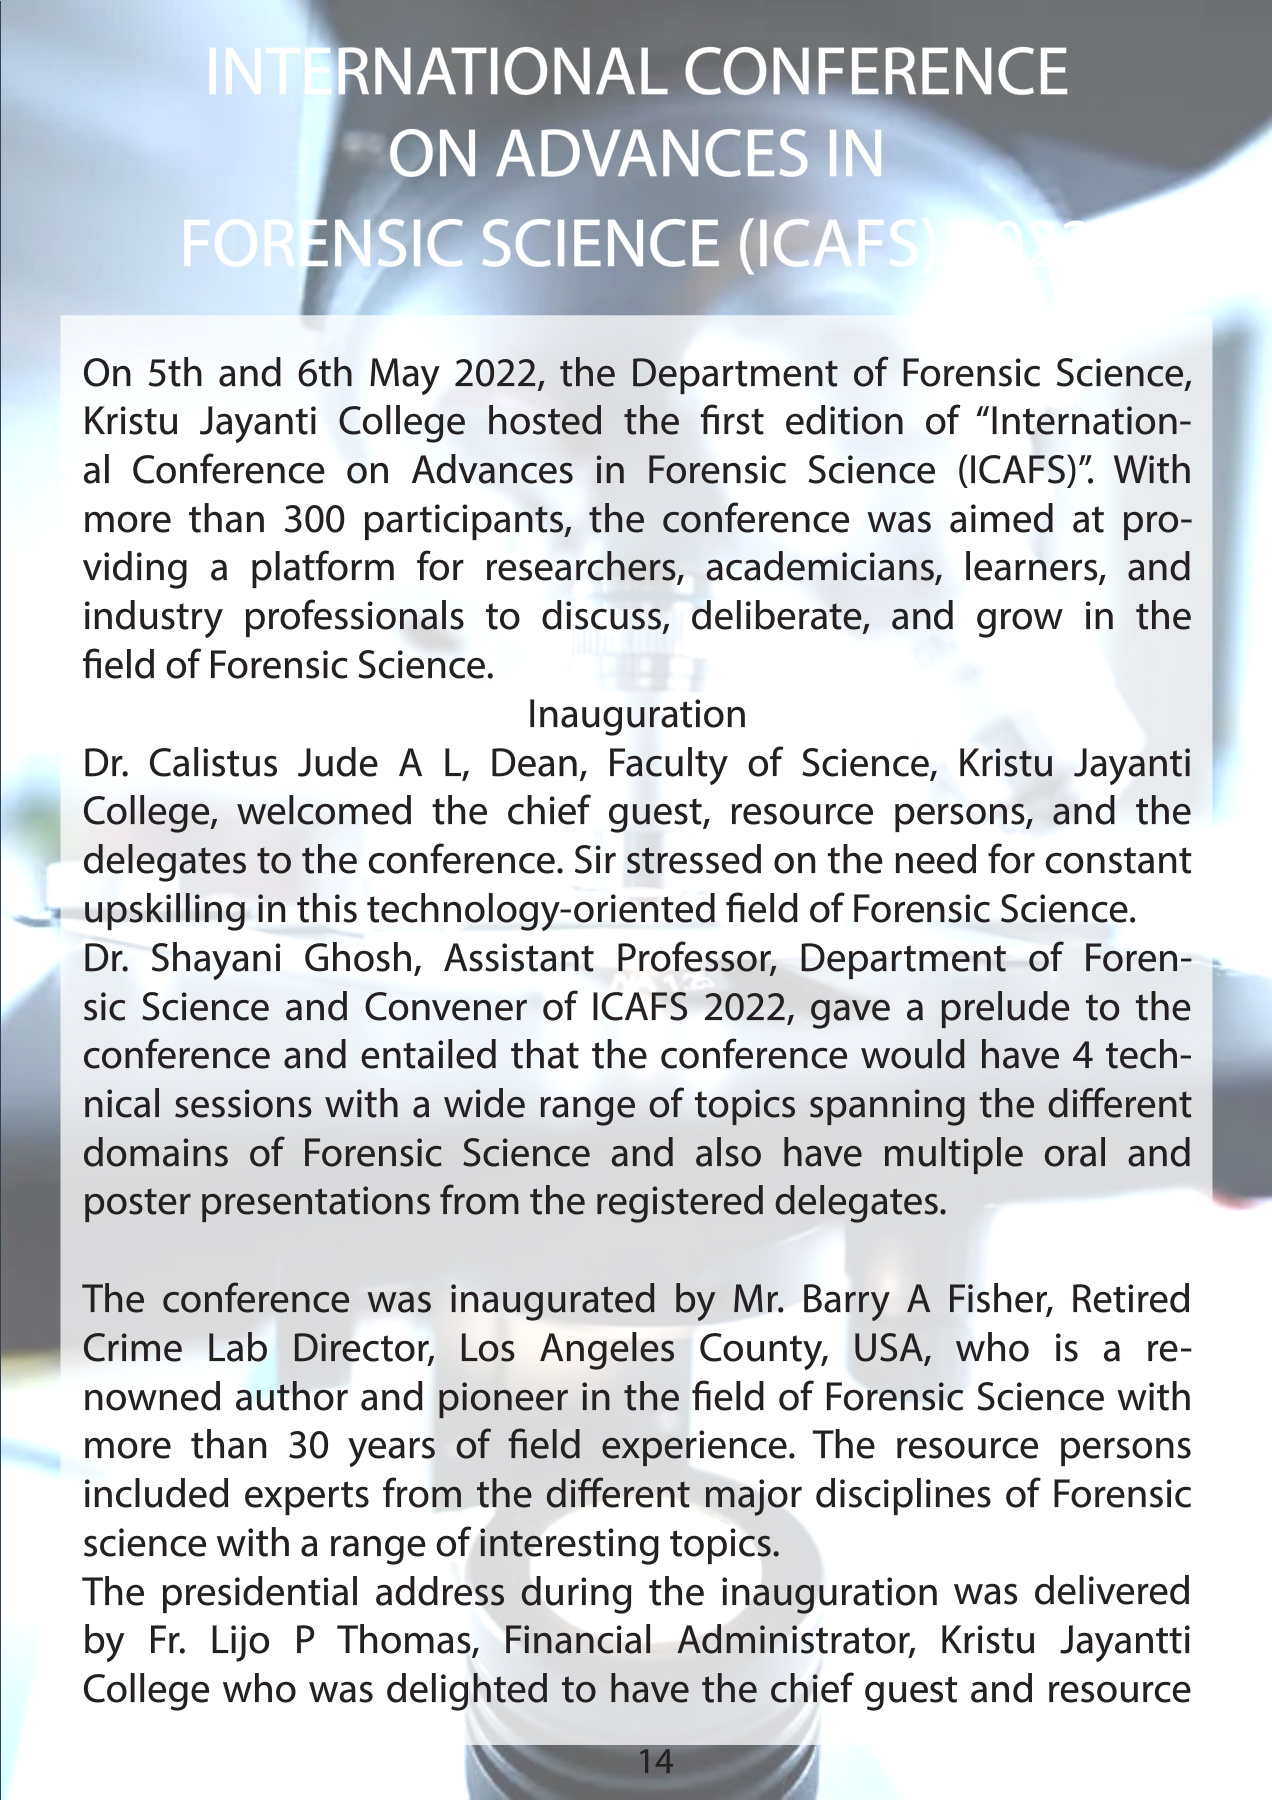 INTERNATIONAL CONFERENCE
ON ADVANCES IN
FORENSIC SCIENCE (ICAFS) 2022
On 5th and 6th May 2022, the Department of Forensic Science,
Kristu Jayanti College hosted the first edition of “Internation-
al Conference on Advances in Forensic Science (ICAFS)”. With
more than 300 participants, the conference was aimed at pro-
viding a platform for researchers, academicians, learners, and
industry professionals to discuss, deliberate, and grow in the
field of Forensic Science.
Inauguration
Dr. Calistus Jude A L, Dean, Faculty of Science, Kristu Jayanti
College, welcomed the chief guest, resource persons, and the
delegates to the conference. Sir stressed on the need for constant
upskilling in this technology-oriented field of Forensic Science.
Dr. Shayani Ghosh, Assistant Professor, Department of Foren-
sic Science and Convener of ICAFS 2022, gave a prelude to the
conference and entailed that the conference would have 4 tech-
nical sessions with a wide range of topics spanning the different
domains of Forensic Science and also have multiple oral and
poster presentations from the registered delegates.
The conference was inaugurated by Mr. Barry A Fisher, Retired
Crime Lab Director, Los Angeles County, USA, who is a re-
nowned author and pioneer in the field of Forensic Science with
more than 30 years of field experience. The resource persons
included experts from the different major disciplines of Forensic
science with a range of interesting topics.
The presidential address during the inauguration was delivered
by Fr. Lijo P Thomas, Financial Administrator, Kristu Jayantti
College who was delighted to have the chief guest and resource
14